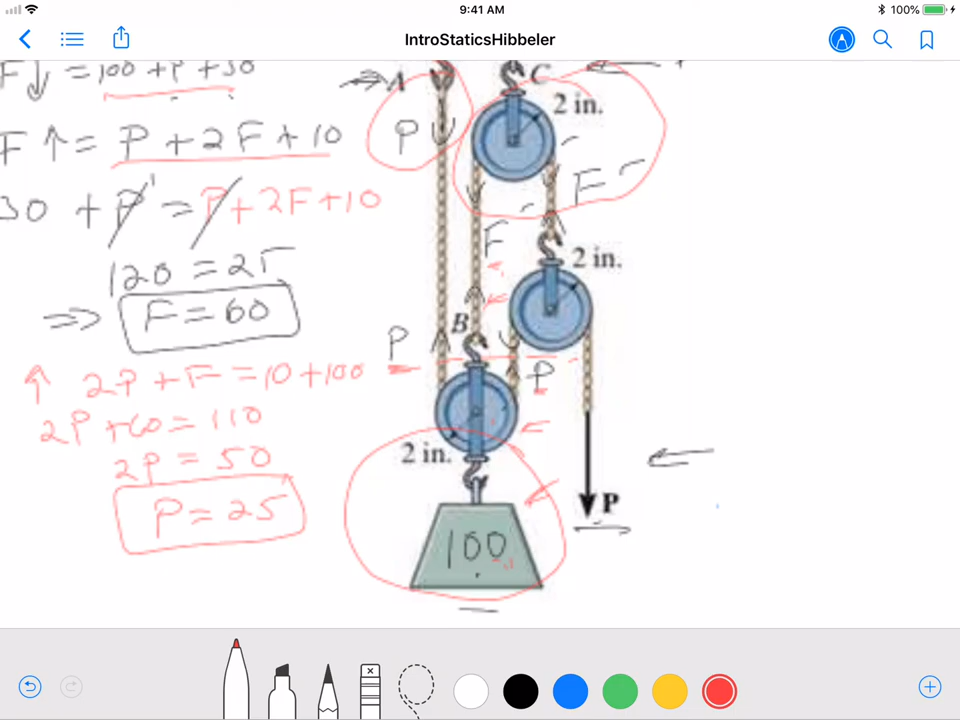 9:41 AM
100%
IntroStaticsHibbeler
F↓ = 100 + P + 30
F ↑ = P + 2F + 10
30 + P = P + 2F + 10
120 = 2F
⇒ F = 60
↑ 2P + F = 10 + 100
2P + 60 = 110
2P = 50
P = 25
A
C
2 in.
P
F
F
2 in.
B
P
P
2 in.
P
100